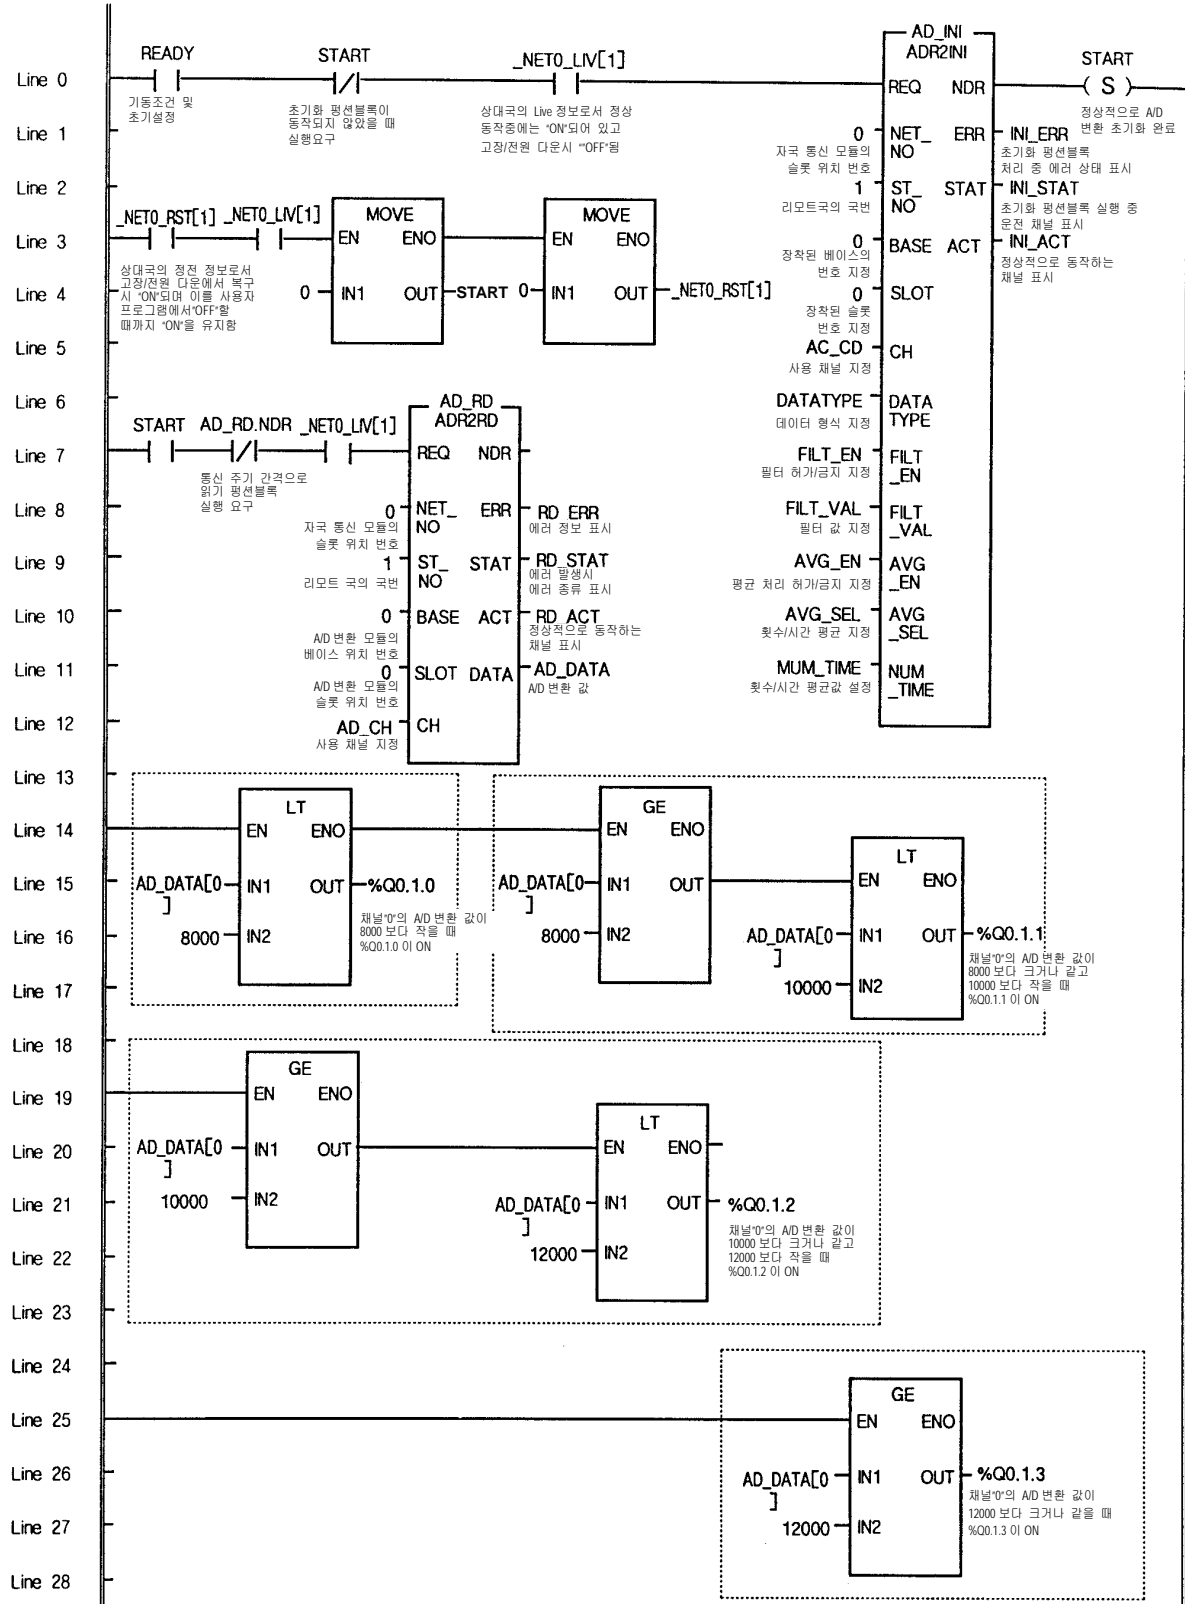 READY
START
_NET0_LIV[1]
AD_INI
ADR2INI
START
Line 0
REQ NDR
( S )
기동조건 및
초기설정
초기화 펑션블록이
동작되지 않았을 때
실행요구
상대국의 Live 정보로서 정상
동작중에는 "ON"되어 있고
고장/전원 다운시 ""OFF"됨
정상적으로 A/D
변환 초기화 완료
Line 1
0 NET_ NO ERR INI_ERR
자국 통신 모듈의
슬롯 위치 번호
초기화 펑션블록
처리 중 에러 상태 표시
Line 2
1 ST_ NO STAT INI_STAT
리모트국의 국번
초기화 펑션블록 실행 중
운전 채널 표시
_NET0_RST[1] _NET0_LIV[1]
MOVE
MOVE
Line 3
EN ENO
EN ENO
0 BASE ACT INI_ACT
장착된 베이스의
번호 지정
정상적으로 동작하는
채널 표시
상대국의 정전 정보로서
고장/전원 다운에서 복구
시 "ON"되며 이를 사용자
프로그램에서"OFF"할
때까지 "ON"을 유지함
Line 4
0 IN1 OUT START 0 IN1 OUT _NET0_RST[1]
0 SLOT
장착된 슬롯
번호 지정
Line 5
AC_CD CH
사용 채널 지정
Line 6
AD_RD
ADR2RD
DATATYPE DATA
TYPE
데이터 형식 지정
START AD_RD.NDR _NET0_LIV[1]
Line 7
REQ NDR
통신 주기 간격으로
읽기 펑션블록
실행 요구
FILT_EN FILT
_EN
필터 허가/금지 지정
Line 8
0 NET_ NO ERR RD_ERR
자국 통신 모듈의
슬롯 위치 번호
에러 정보 표시
FILT_VAL FILT
_VAL
필터 값 지정
Line 9
1 ST_ NO STAT RD_STAT
리모트 국의 국번
에러 발생시
에러 종류 표시
AVG_EN AVG
_EN
평균 처리 허가/금지 지정
Line 10
0 BASE ACT RD_ACT
A/D 변환 모듈의
베이스 위치 번호
정상적으로 동작하는
채널 표시
AVG_SEL AVG
_SEL
횟수/시간 평균 지정
Line 11
0 SLOT DATA AD_DATA
A/D 변환 모듈의
슬롯 위치 번호
A/D 변환 값
MUM_TIME NUM
_TIME
횟수/시간 평균값 설정
Line 12
AD_CH CH
사용 채널 지정
Line 13
LT
GE
Line 14
EN ENO
EN ENO
LT
Line 15
AD_DATA[0
]
IN1 OUT %Q0.1.0
AD_DATA[0
]
IN1 OUT
EN ENO
채널"0"의 A/D 변환 값이
8000 보다 작을 때
%Q0.1.0 이 ON
Line 16
8000 IN2
8000 IN2
AD_DATA[0
]
IN1 OUT %Q0.1.1
채널"0"의 A/D 변환 값이
8000 보다 크거나 같고
10000 보다 작을 때
%Q0.1.1 이 ON
Line 17
10000 IN2
Line 18
GE
Line 19
EN ENO
LT
Line 20
AD_DATA[0
]
IN1 OUT
EN ENO
Line 21
10000 IN2
AD_DATA[0
]
IN1 OUT %Q0.1.2
채널"0"의 A/D 변환 값이
10000 보다 크거나 같고
12000 보다 작을 때
%Q0.1.2 이 ON
Line 22
12000 IN2
Line 23
Line 24
GE
Line 25
EN ENO
Line 26
AD_DATA[0
]
IN1 OUT %Q0.1.3
채널"0"의 A/D 변환 값이
12000 보다 크거나 같을 때
%Q0.1.3 이 ON
Line 27
12000 IN2
Line 28